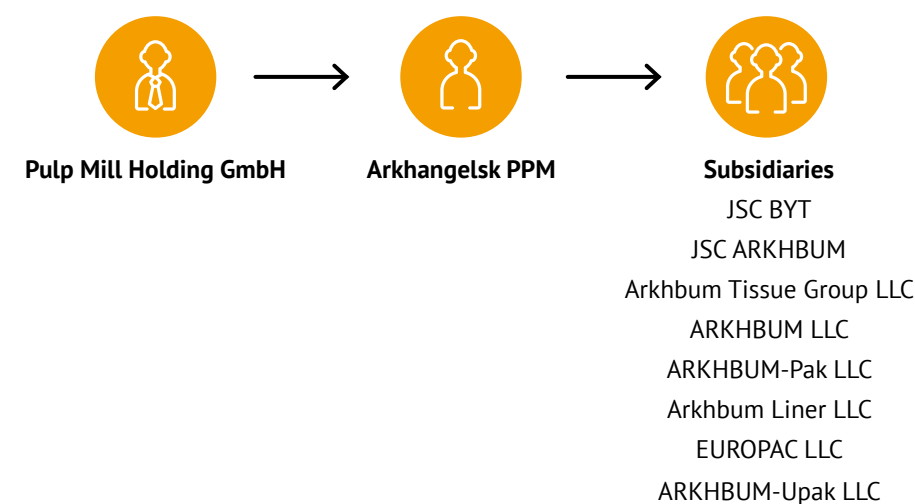 Pulp Mill Holding GmbH
Arkhangelsk PPM
Subsidiaries
JSC BYT
JSC ARKHBUM
Arkhbum Tissue Group LLC
ARKHBUM LLC
ARKHBUM-Pak LLC
Arkhbum Liner LLC
EUROPAC LLC
ARKHBUM-Upak LLC